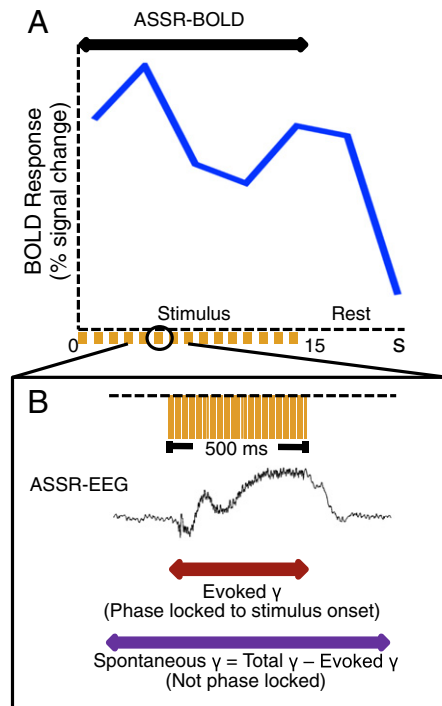 A
ASSR-BOLD
BOLD Response
(% signal change)
Stimulus
Rest
0
15
S
B
500 ms
ASSR-EEG
Evoked γ
(Phase locked to stimulus onset)
Spontaneous γ = Total γ – Evoked γ
(Not phase locked)